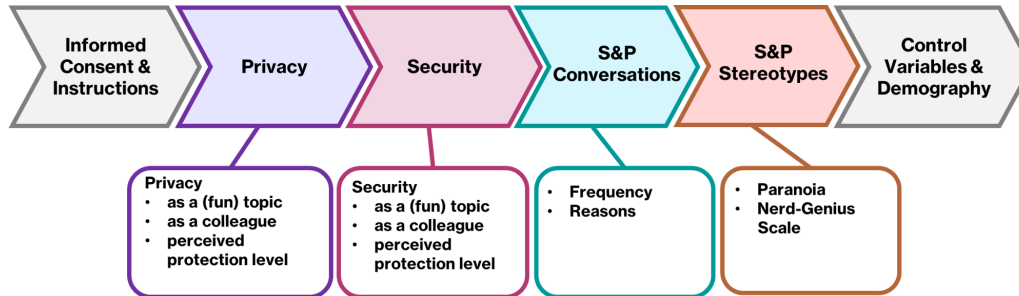 Informed
Consent &
Instructions
Privacy
Security
S&P
Conversations
S&P
Stereotypes
Control
Variables &
Demography
Privacy
• as a (fun) topic
• as a colleague
• perceived
protection level
Security
• as a (fun) topic
• as a colleague
• perceived
protection level
• Frequency
• Reasons
• Paranoia
• Nerd-Genius
Scale